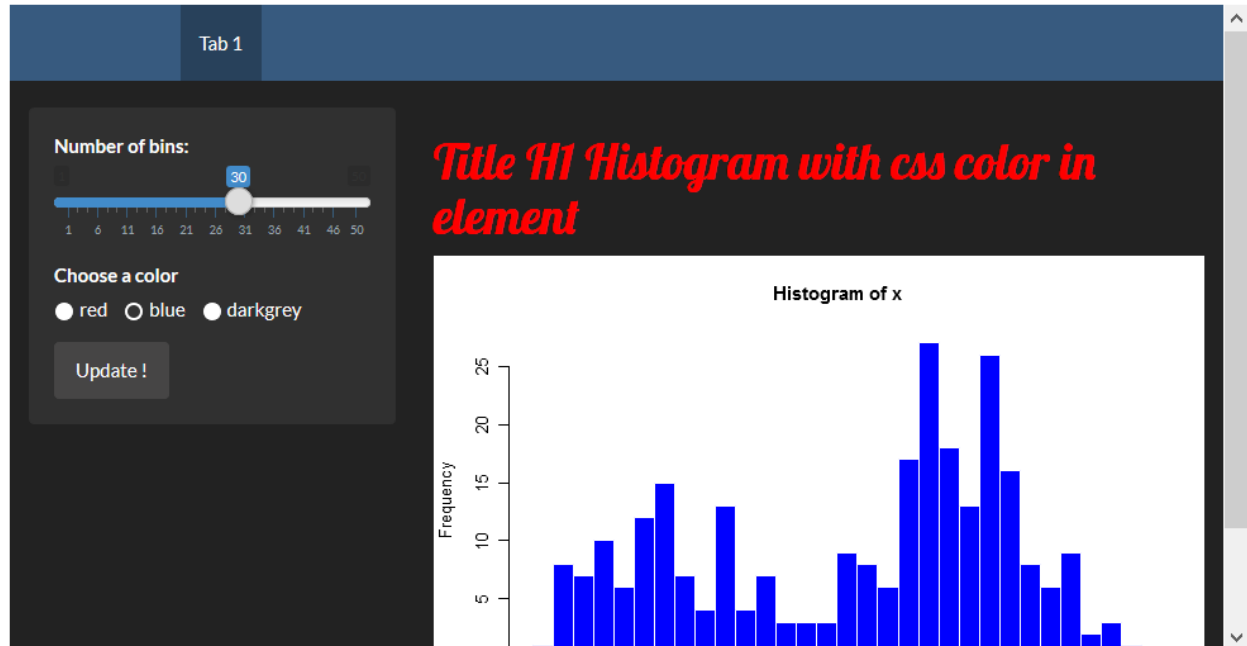 Tab 1
Number of bins:
30
1 6 11 16 21 26 31 36 41 46 50
Choose a color
red blue darkgrey
Update !
Title H1 Histogram with css color in
element
Histogram of x
Frequency
25
20
15
10
5